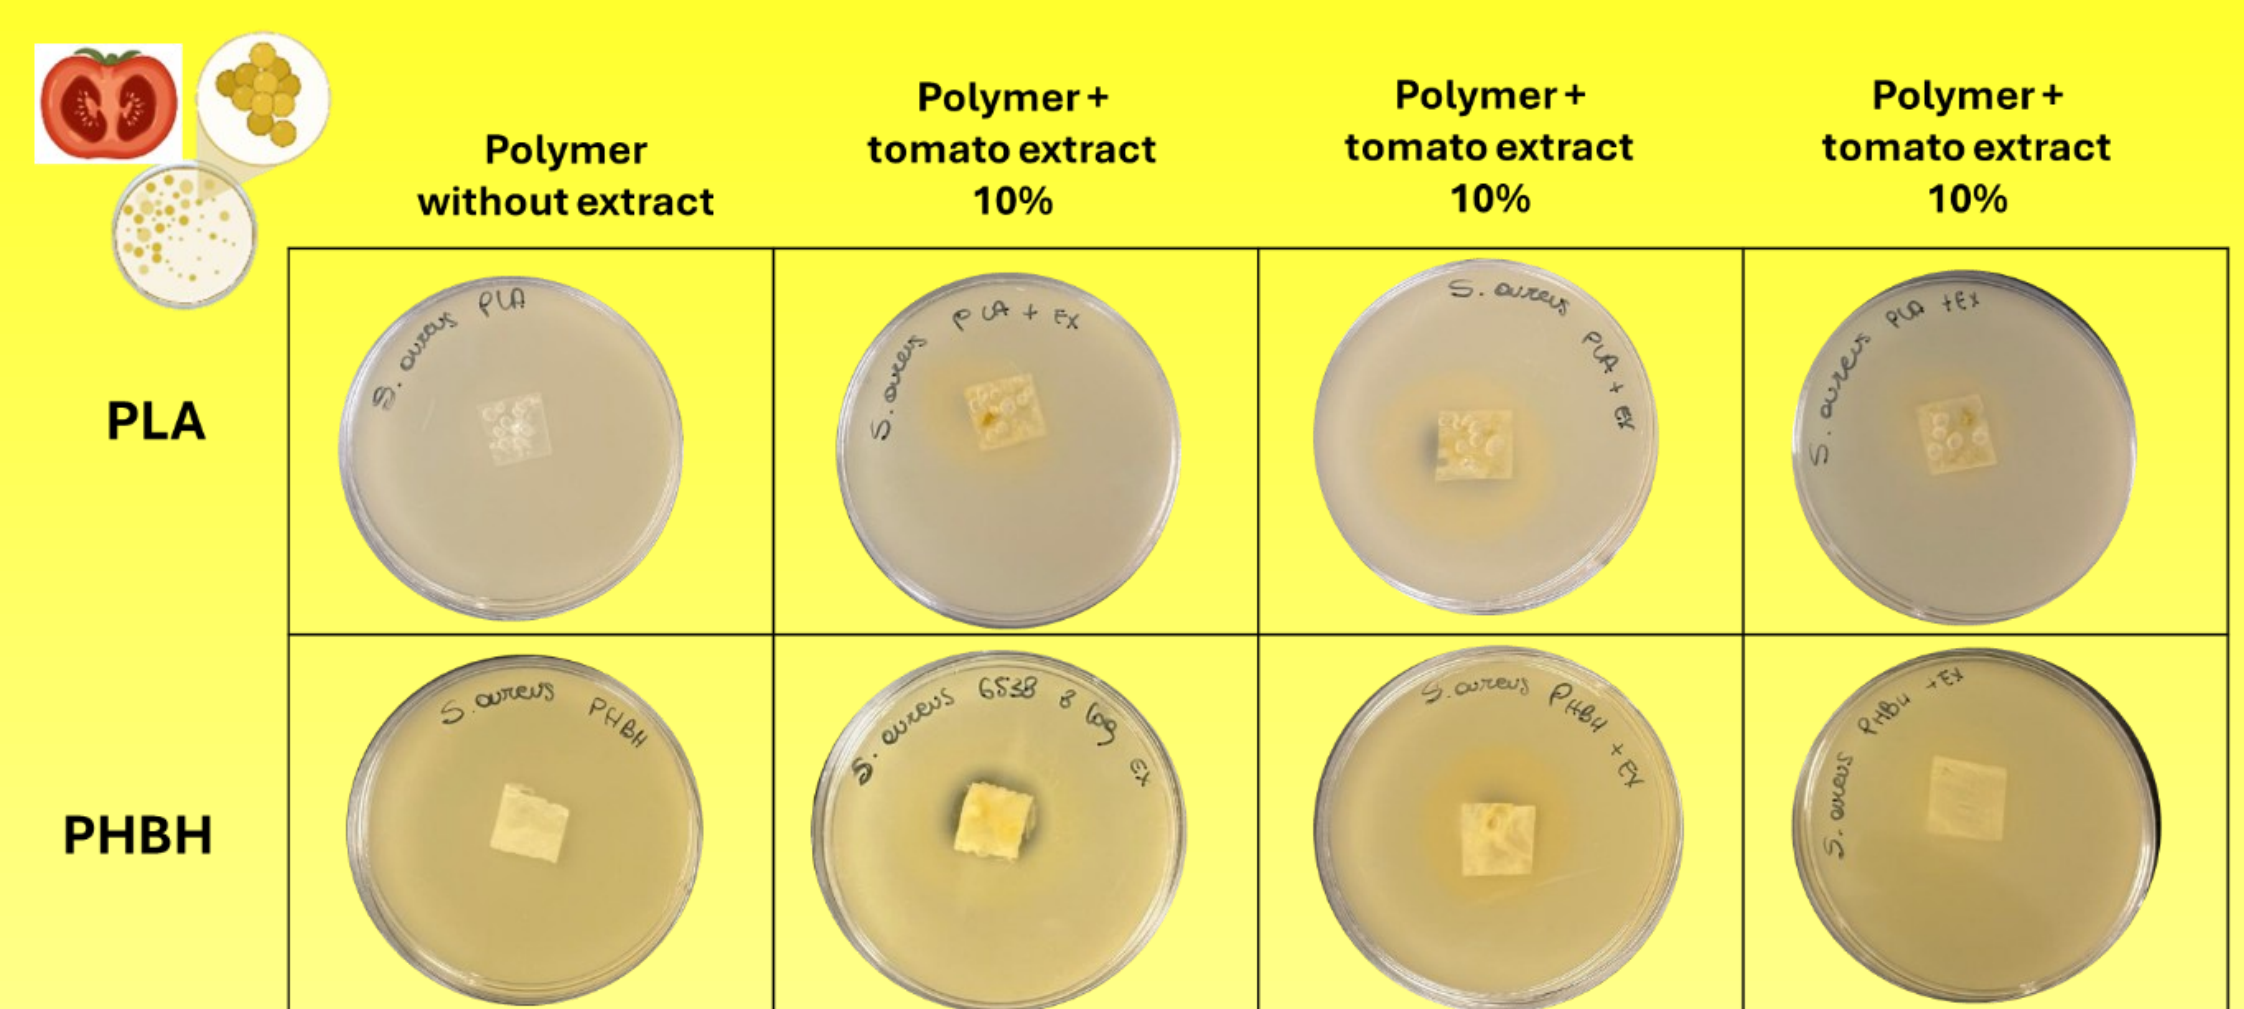 Polymer
without extract
Polymer +
tomato extract
10%
Polymer +
tomato extract
10%
Polymer +
tomato extract
10%
PLA
S. aureus PLA
S. aureus PLA + EX
S. aureus PLA + EX
S. aureus PLA +EX
PHBH
S. aureus PHBH
S. aureus 6538 8 log EX
S. aureus PHBH + EX
S. aureus PHBH +EX